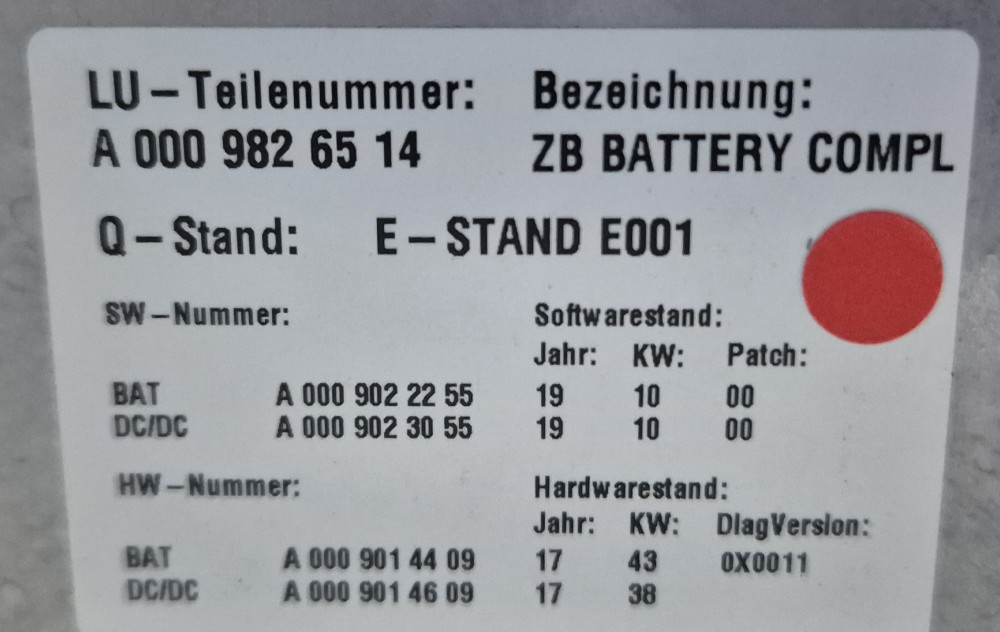 LU-Teilenummer: Bezeichnung:
A 000 982 65 14 ZB BATTERY COMPL
Q-Stand: E-STAND E001
SW-Nummer: Softwarestand:
Jahr: KW: Patch:
BAT A 000 902 22 55 19 10 00
DC/DC A 000 902 30 55 19 10 00
HW-Nummer: Hardwarestand:
Jahr: KW: DiagVersion:
BAT A 000 901 44 09 17 43 0X0011
DC/DC A 000 901 46 09 17 38